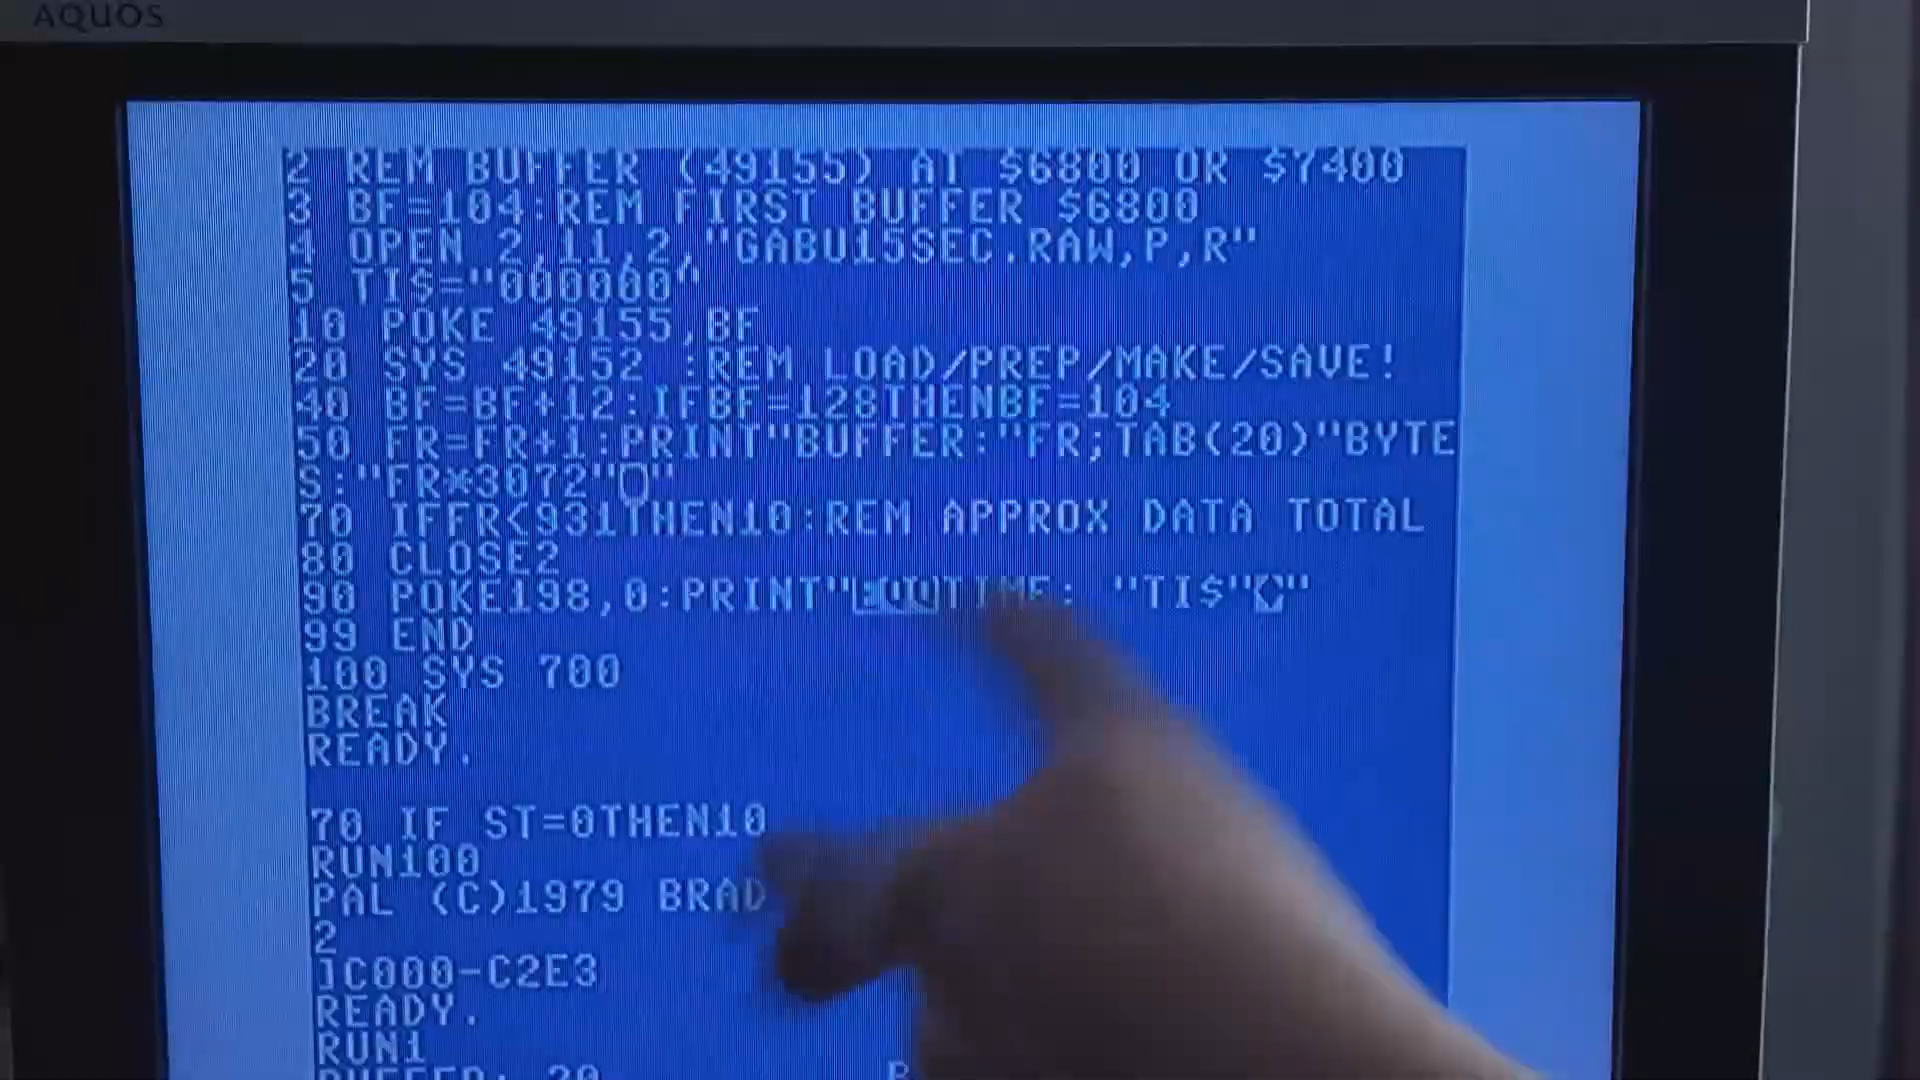 AQUOS
2 REM BUFFER (49155) AT $6800 OR $7400
3 BF=104:REM FIRST BUFFER $6800
4 OPEN 2,11,2,"GABU15SEC.RAW,P,R"
5 TI$="000000"
10 POKE 49155,BF
20 SYS 49152 :REM LOAD/PREP/MAKE/SAVE!
40 BF=BF+12:IFBF=128THENBF=104
50 FR=FR+1:PRINT"BUFFER:"FR;TAB(20)"BYTE
S:"FR*3072""
70 IFFR<931THEN10:REM APPROX DATA TOTAL
80 CLOSE2
90 POKE198,0:PRINT"TIME: "TI$""
99 END
100 SYS 700
BREAK
READY.
70 IF ST=0THEN10
RUN100
PAL (C)1979 BRAD
2
]C000-C2E3
READY.
RUN1
BUFFER: 20